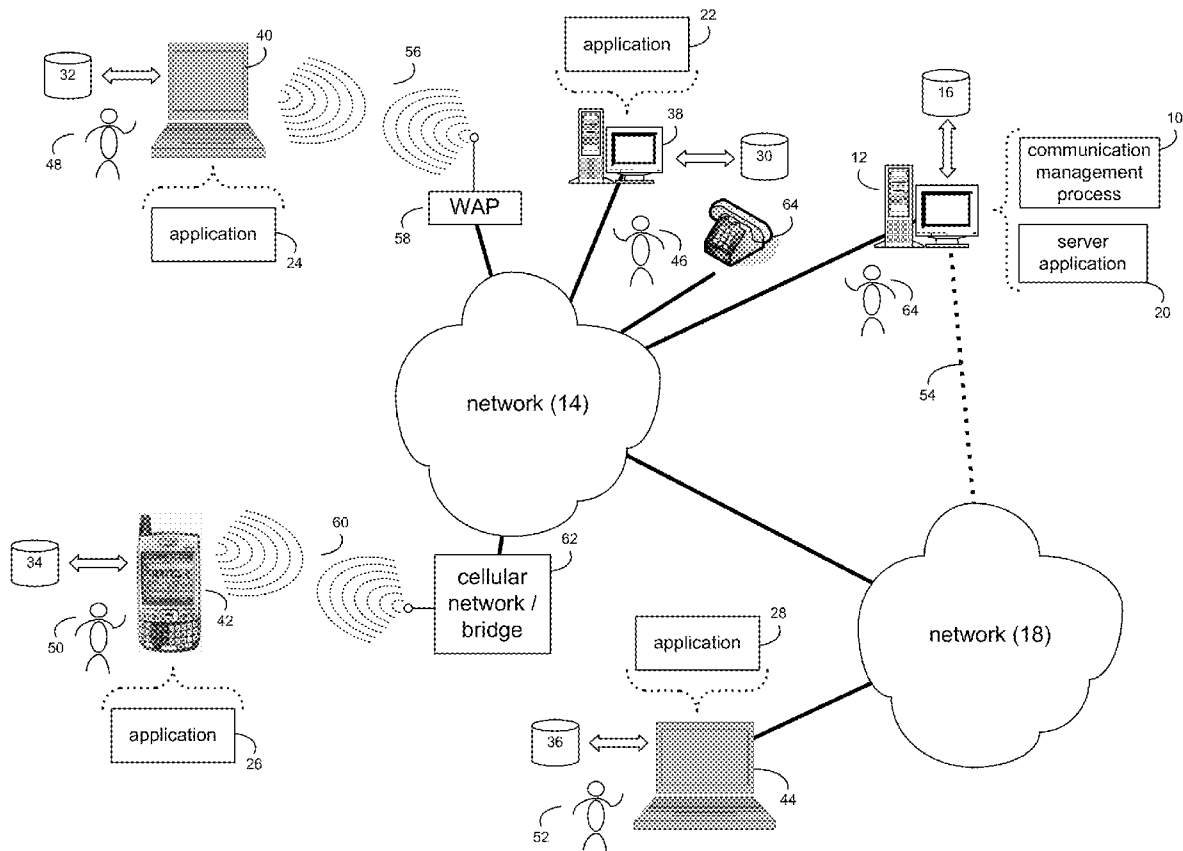 40
22
application
32
56
16
10
38
communication
management
process
12
30
48
64
WAP
58
46
application
24
server
application
64
20
54
network (14)
60
62
34
42
cellular
network /
bridge
28
50
application
network (18)
application
26
36
44
52